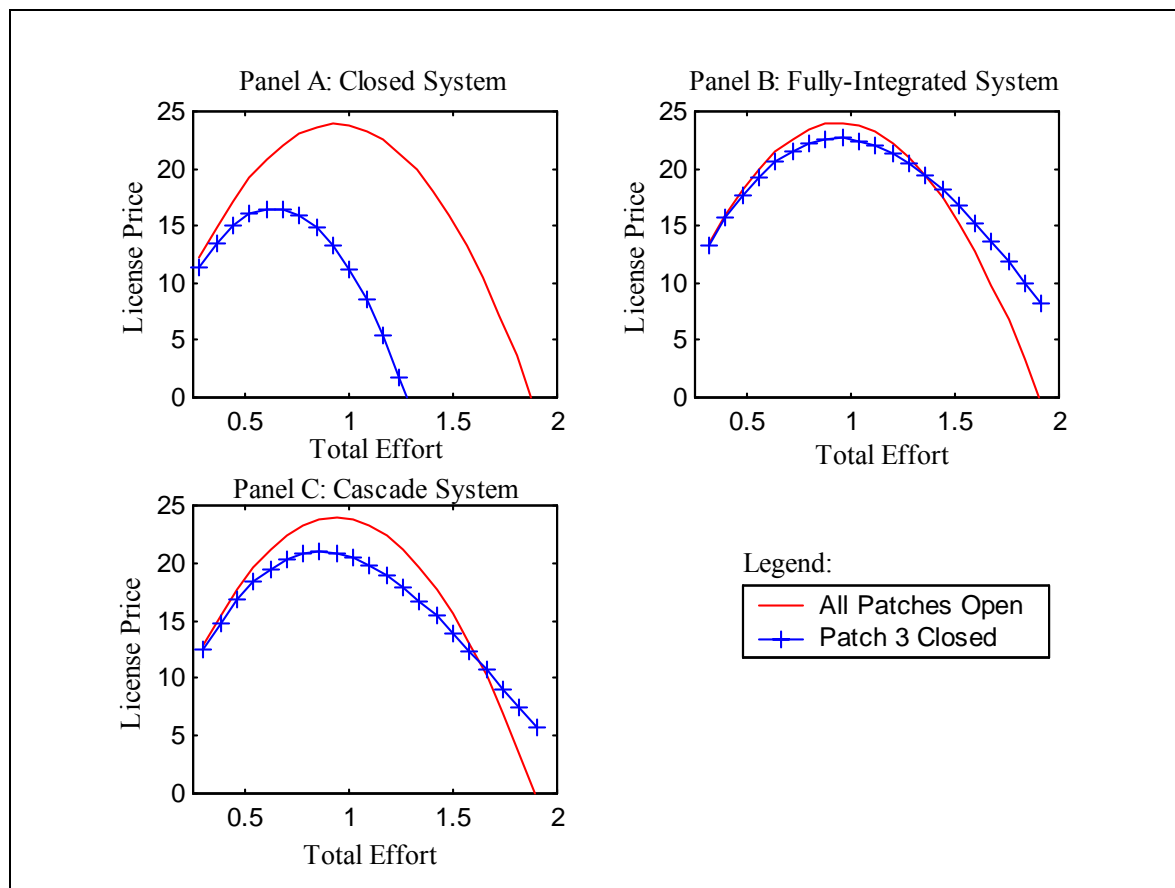 Panel A: Closed System
25
20
15
10
5
0
License Price
0.5 1 1.5 2
Total Effort
Panel B: Fully-Integrated System
25
20
15
10
5
0
License Price
0.5 1 1.5 2
Total Effort
Panel C: Cascade System
25
20
15
10
5
0
License Price
0.5 1 1.5 2
Total Effort
Legend:
All Patches Open
Patch 3 Closed